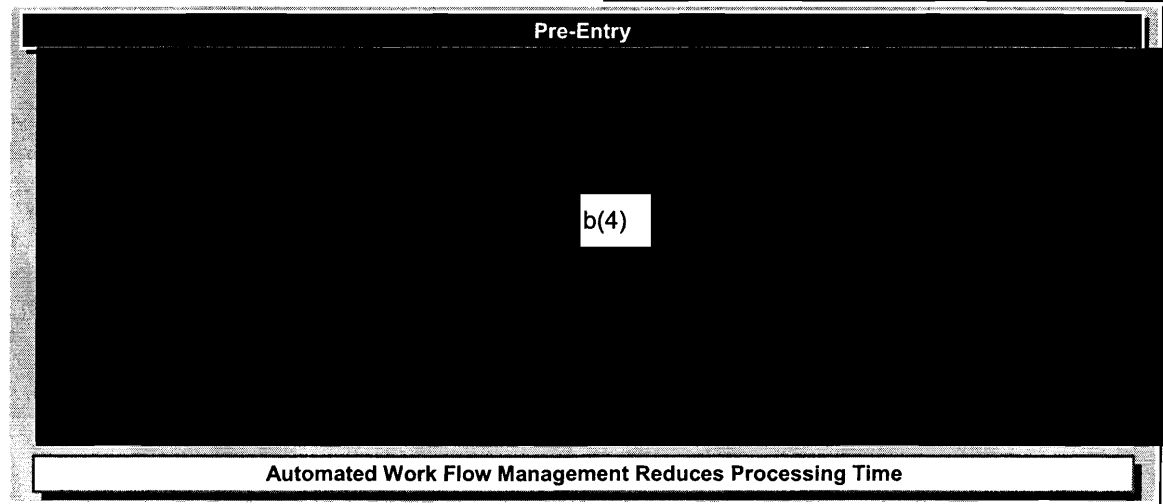 Pre-Entry
b(4)
Automated Work Flow Management Reduces Processing Time